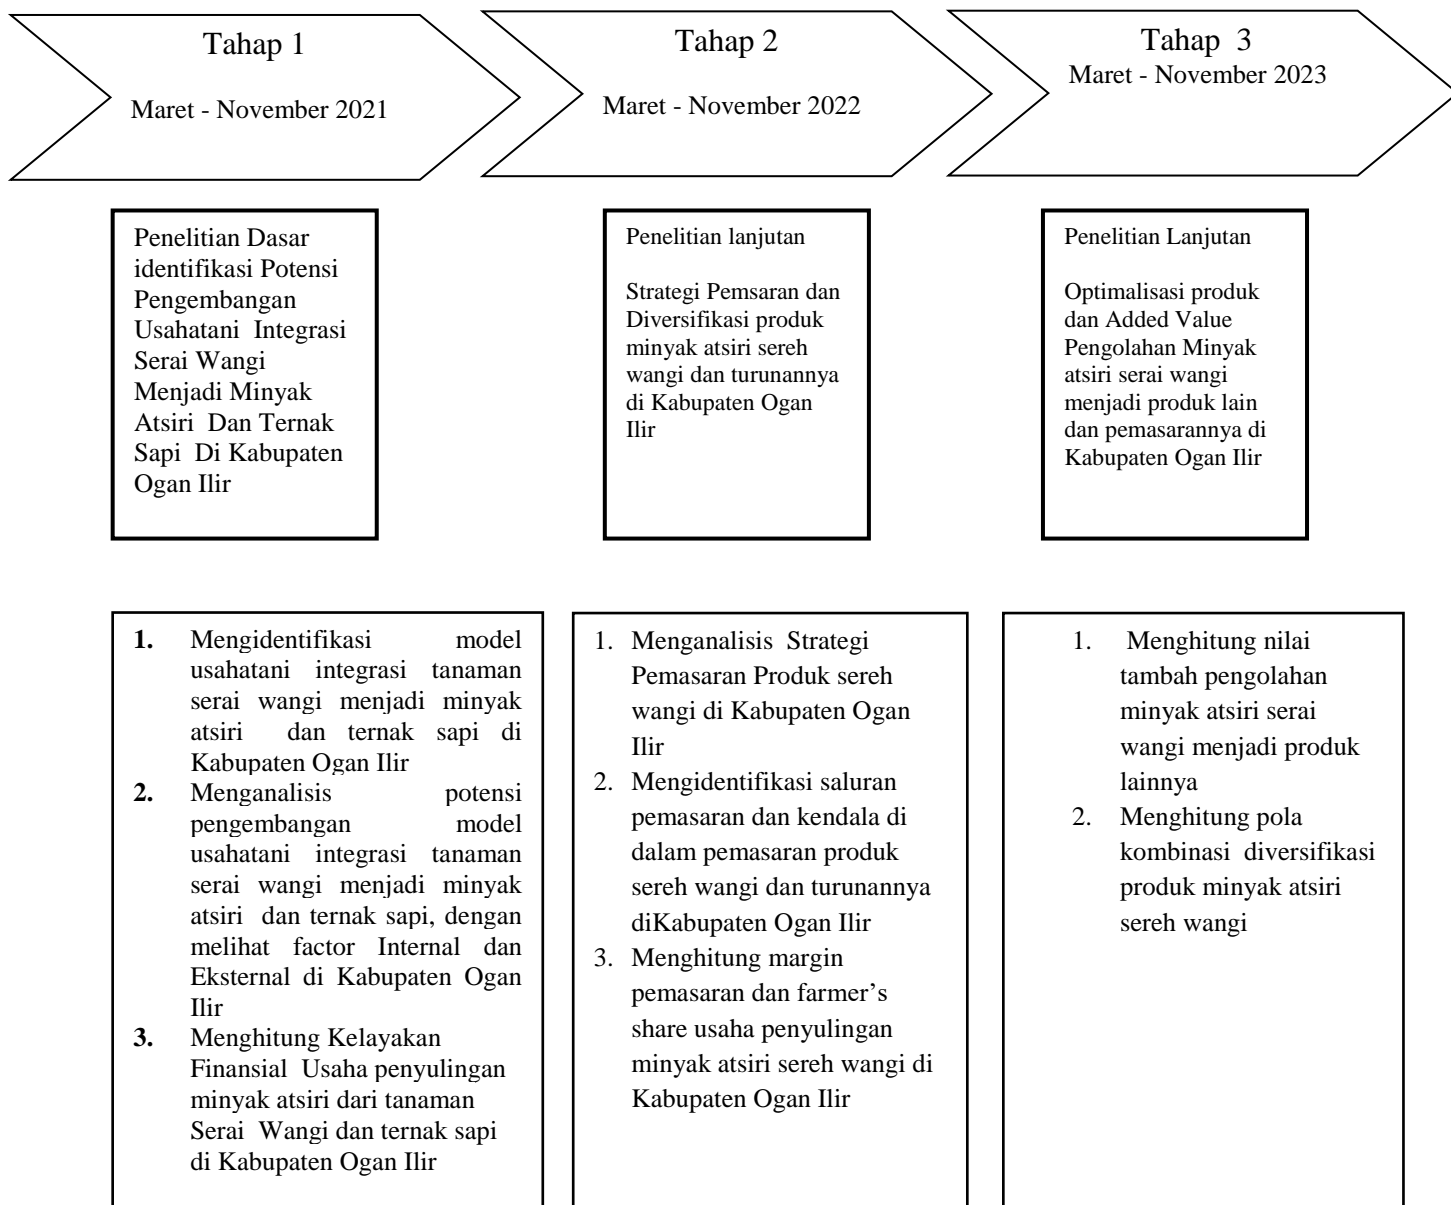 Tahap 1
Maret - November 2021
Tahap 2
Maret - November 2022
Tahap 3
Maret - November 2023
Penelitian Dasar
identifikasi Potensi
Pengembangan
Usahatani Integrasi
Serai Wangi
Menjadi Minyak
Atsiri Dan Ternak
Sapi Di Kabupaten
Ogan Ilir
Penelitian lanjutan
Strategi Pemsaran dan
Diversifikasi produk
minyak atsiri sereh
wangi dan turunannya
di Kabupaten Ogan
Ilir
Penelitian Lanjutan
Optimalisasi produk
dan Added Value
Pengolahan Minyak
atsiri serai wangi
menjadi produk lain
dan pemasarannya di
Kabupaten Ogan Ilir
1. Mengidentifikasi model
usahatani integrasi tanaman
serai wangi menjadi minyak
atsiri dan ternak sapi di
Kabupaten Ogan Ilir
2. Menganalisis potensi
pengembangan model
usahatani integrasi tanaman
serai wangi menjadi minyak
atsiri dan ternak sapi, dengan
melihat factor Internal dan
Eksternal di Kabupaten Ogan
Ilir
3. Menghitung Kelayakan
Finansial Usaha penyulingan
minyak atsiri dari tanaman
Serai Wangi dan ternak sapi
di Kabupaten Ogan Ilir
1. Menganalisis Strategi
Pemasaran Produk sereh
wangi di Kabupaten Ogan
Ilir
2. Mengidentifikasi saluran
pemasaran dan kendala di
dalam pemasaran produk
sereh wangi dan turunannya
diKabupaten Ogan Ilir
3. Menghitung margin
pemasaran dan farmer’s
share usaha penyulingan
minyak atsiri sereh wangi di
Kabupaten Ogan Ilir
1. Menghitung nilai
tambah pengolahan
minyak atsiri serai
wangi menjadi produk
lainnya
2. Menghitung pola
kombinasi diversifikasi
produk minyak atsiri
sereh wangi